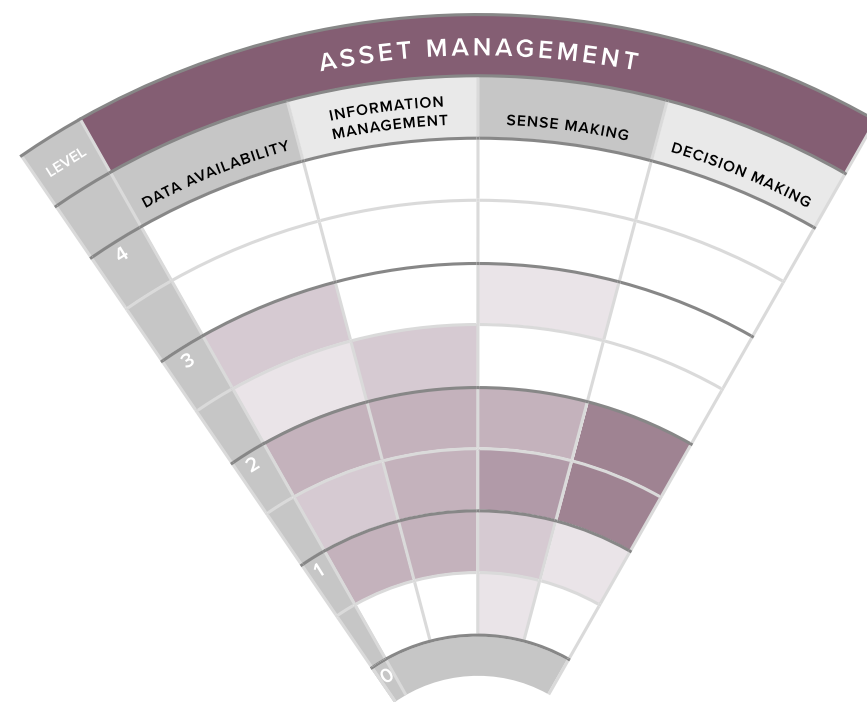 ASSET MANAGEMENT
LEVEL
DATA AVAILABILITY
INFORMATION
MANAGEMENT
SENSE MAKING
DECISION MAKING
4
3
2
1
0